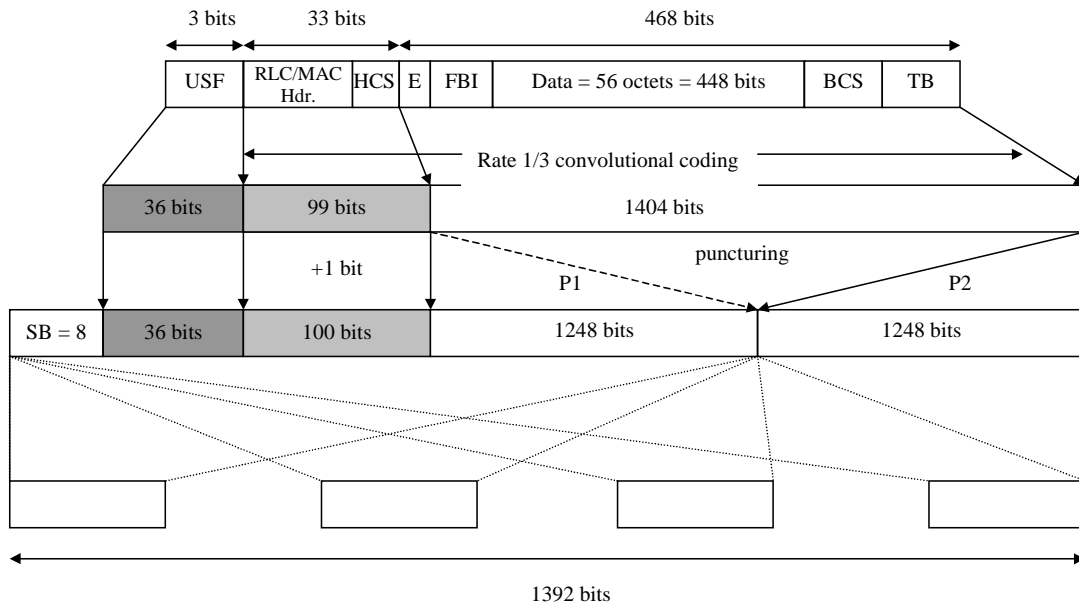 3 bits 33 bits 468 bits
USF RLC/MAC Hdr. HCS E FBI Data = 56 octets = 448 bits BCS TB
Rate 1/3 convolutional coding
36 bits 99 bits 1404 bits
+1 bit puncturing
P1 P2
SB = 8 36 bits 100 bits 1248 bits 1248 bits
1392 bits